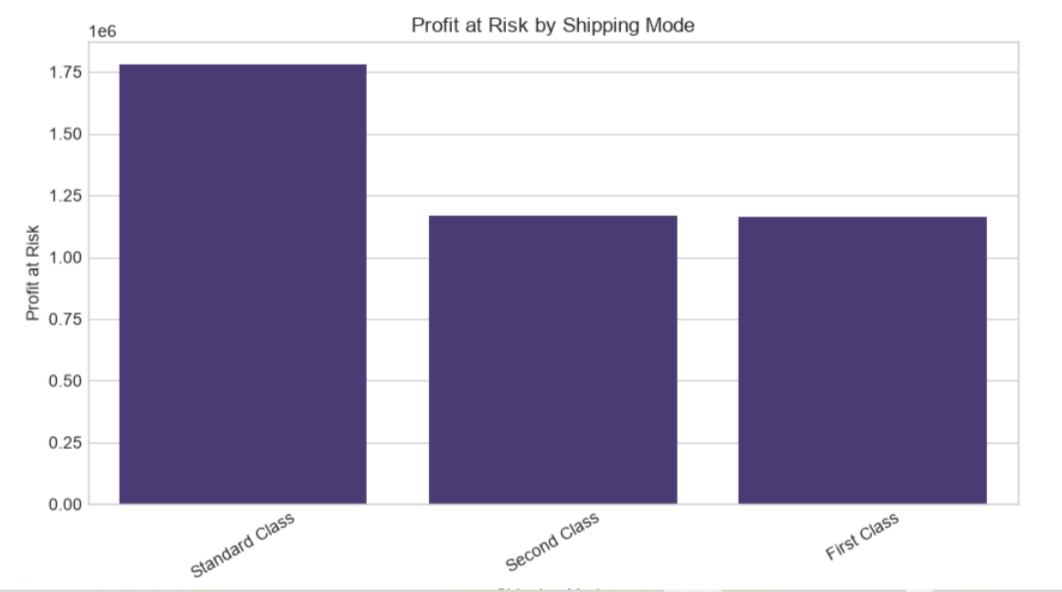 Profit at Risk by Shipping Mode
1e6
1.75
1.50
1.25
1.00
0.75
0.50
0.25
0.00
Profit at Risk
Standard Class
Second Class
First Class